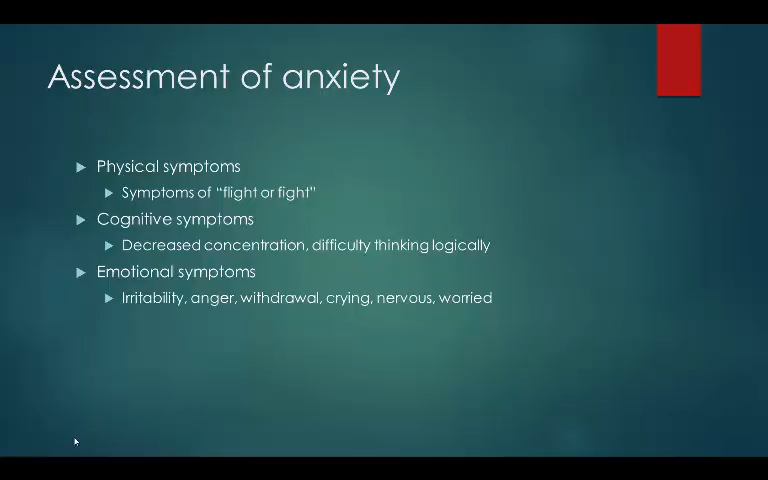 Assessment of anxiety
Physical symptoms
Symptoms of “flight or fight”
Cognitive symptoms
Decreased concentration, difficulty thinking logically
Emotional symptoms
Irritability, anger, withdrawal, crying, nervous, worried